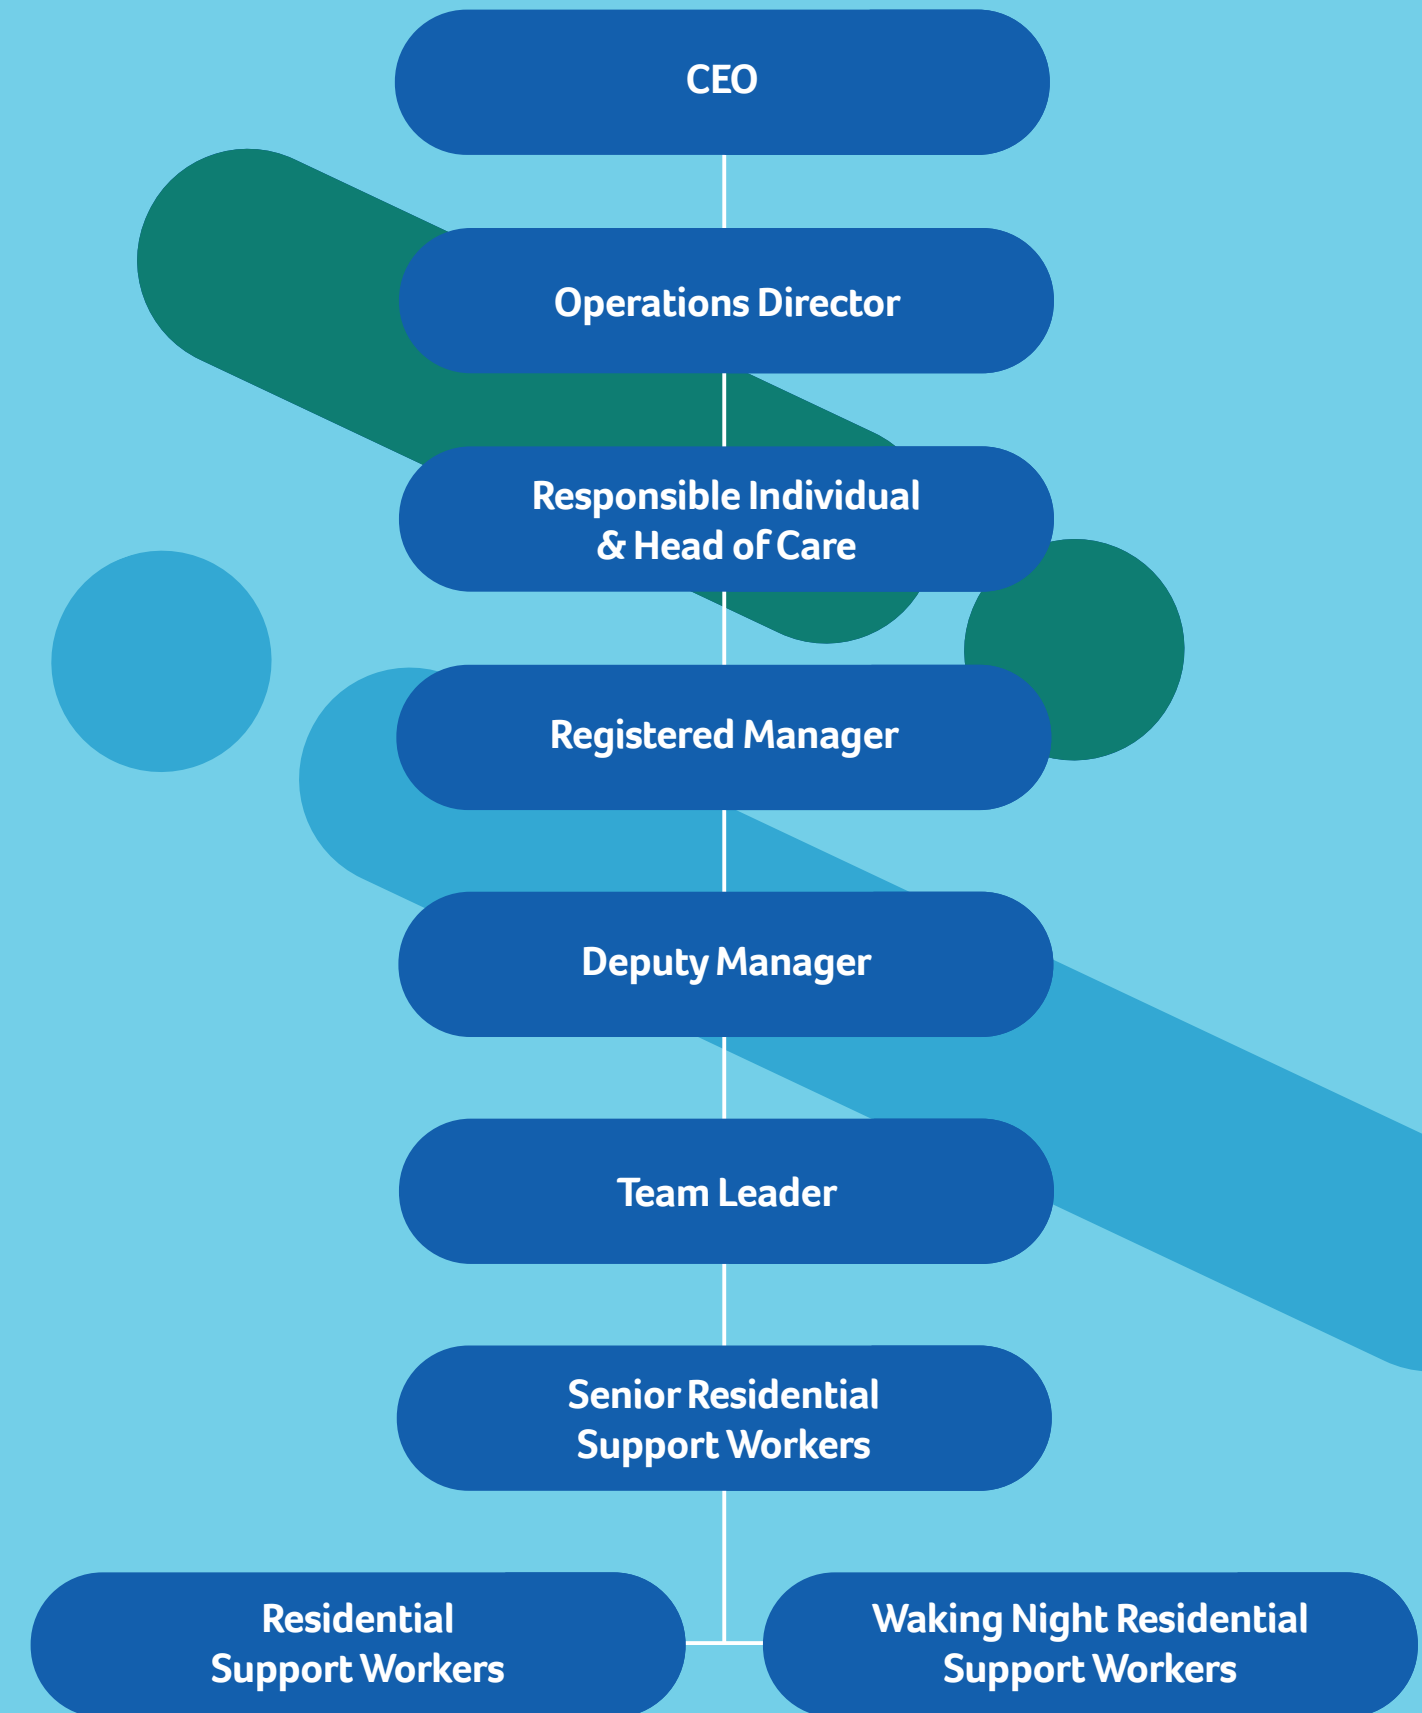 CEO
Operations Director
Responsible Individual
& Head of Care
Registered Manager
Deputy Manager
Team Leader
Senior Residential
Support Workers
Residential
Support Workers
Waking Night Residential
Support Workers